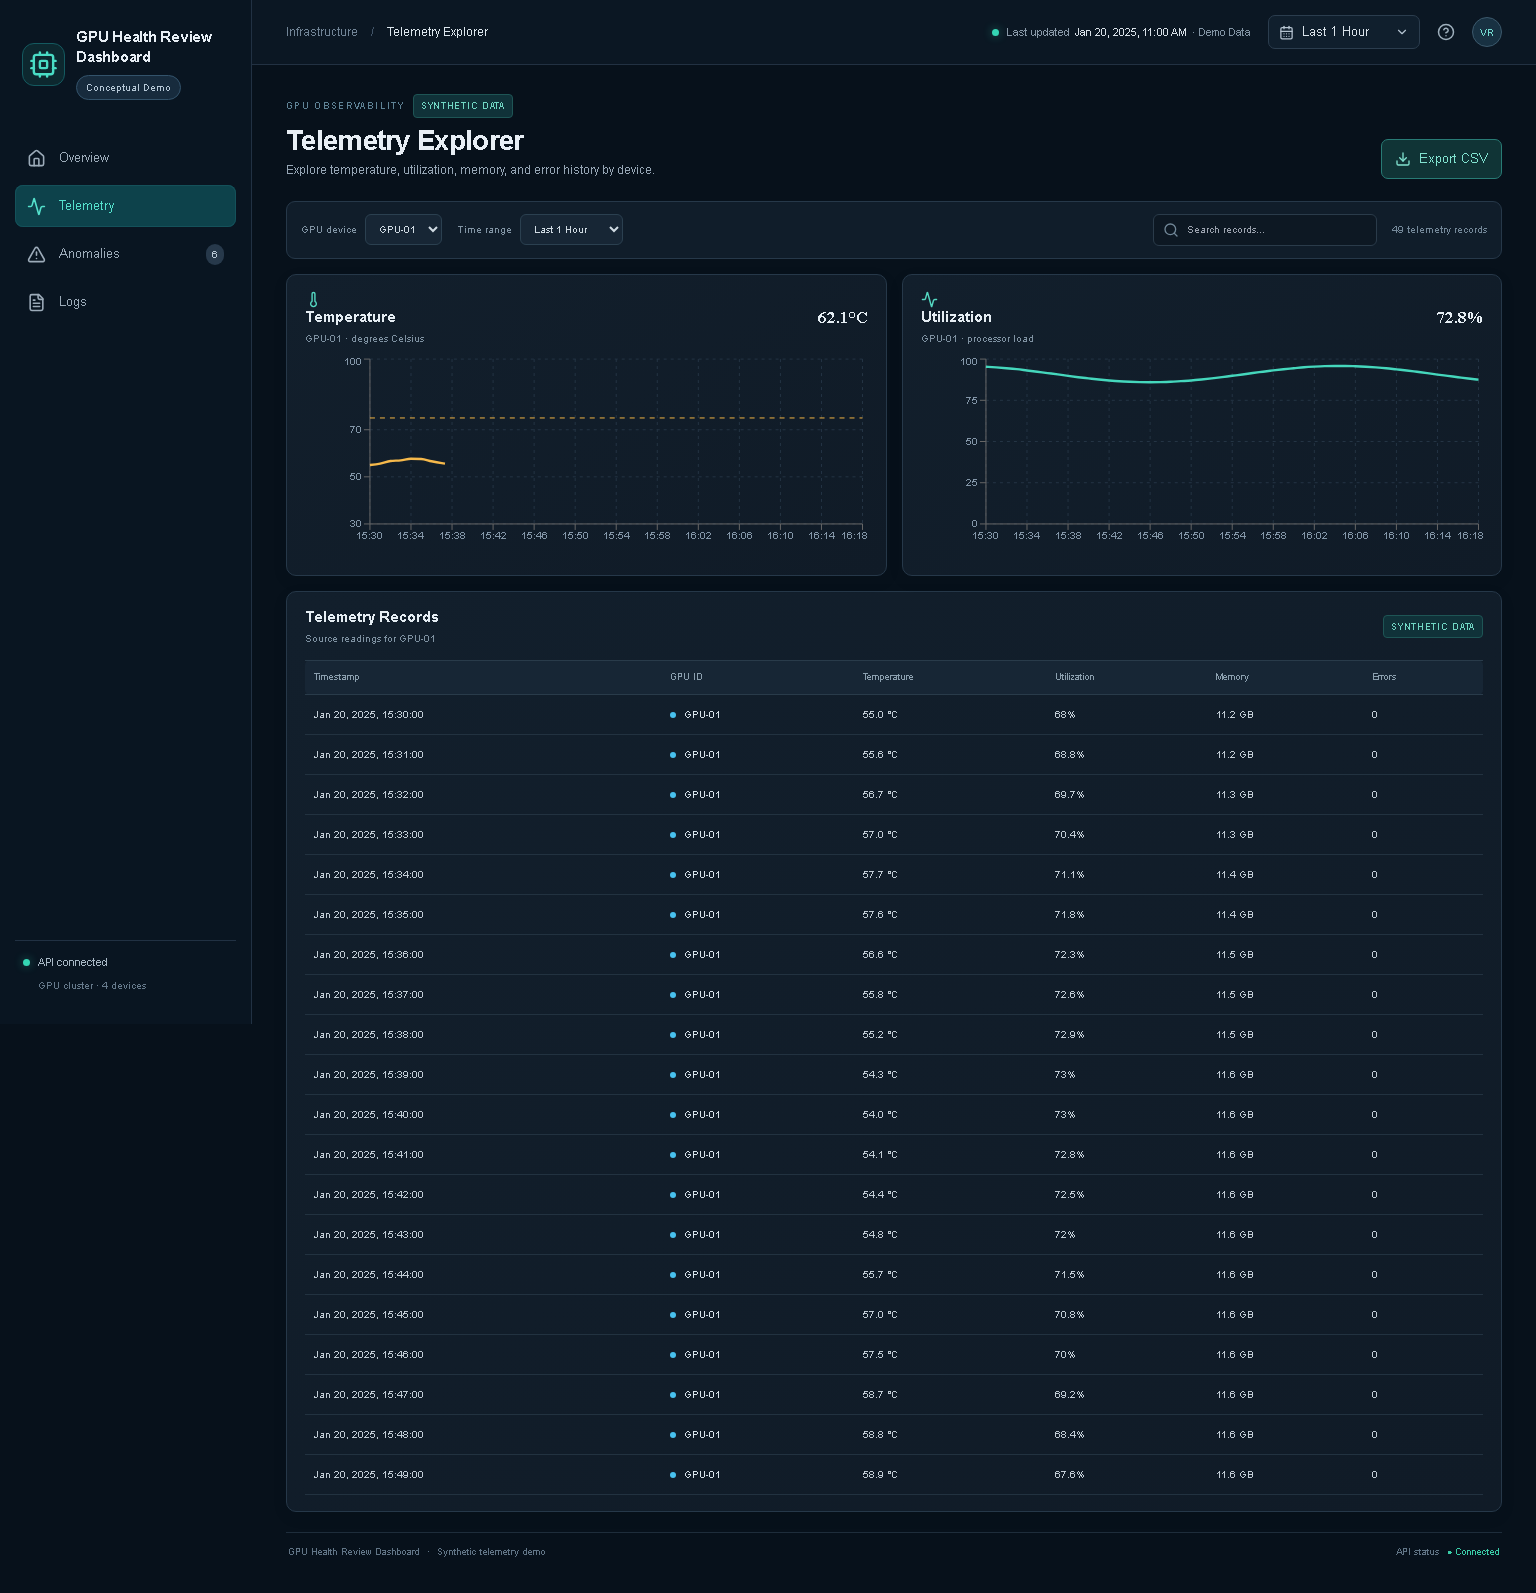 GPU Health Review
Dashboard
Conceptual Demo
Overview
Telemetry
Anomalies 6
Logs
API connected
GPU cluster · 4 devices
Infrastructure / Telemetry Explorer
Last updated Jan 20, 2025, 11:00 AM · Demo Data
Last 1 Hour
VR
GPU OBSERVABILITY SYNTHETIC DATA
Telemetry Explorer
Explore temperature, utilization, memory, and error history by device.
Export CSV
GPU device GPU-01 Time range Last 1 Hour Search records... 49 telemetry records
Temperature 62.1°C
GPU-01 · degrees Celsius
100
70
50
30
15:30 15:34 15:38 15:42 15:46 15:50 15:54 15:58 16:02 16:06 16:10 16:14 16:18
Utilization 72.8%
GPU-01 · processor load
100
75
50
25
0
15:30 15:34 15:38 15:42 15:46 15:50 15:54 15:58 16:02 16:06 16:10 16:14 16:18
Telemetry Records
Source readings for GPU-01
SYNTHETIC DATA
Timestamp GPU ID Temperature Utilization Memory Errors
Jan 20, 2025, 15:30:00 GPU-01 55.0 °C 68% 11.2 GB 0
Jan 20, 2025, 15:31:00 GPU-01 55.6 °C 68.8% 11.2 GB 0
Jan 20, 2025, 15:32:00 GPU-01 56.7 °C 69.7% 11.3 GB 0
Jan 20, 2025, 15:33:00 GPU-01 57.0 °C 70.4% 11.3 GB 0
Jan 20, 2025, 15:34:00 GPU-01 57.7 °C 71.1% 11.4 GB 0
Jan 20, 2025, 15:35:00 GPU-01 57.6 °C 71.8% 11.4 GB 0
Jan 20, 2025, 15:36:00 GPU-01 56.6 °C 72.3% 11.5 GB 0
Jan 20, 2025, 15:37:00 GPU-01 55.8 °C 72.6% 11.5 GB 0
Jan 20, 2025, 15:38:00 GPU-01 55.2 °C 72.9% 11.5 GB 0
Jan 20, 2025, 15:39:00 GPU-01 54.3 °C 73% 11.6 GB 0
Jan 20, 2025, 15:40:00 GPU-01 54.0 °C 73% 11.6 GB 0
Jan 20, 2025, 15:41:00 GPU-01 54.1 °C 72.8% 11.6 GB 0
Jan 20, 2025, 15:42:00 GPU-01 54.4 °C 72.5% 11.6 GB 0
Jan 20, 2025, 15:43:00 GPU-01 54.8 °C 72% 11.6 GB 0
Jan 20, 2025, 15:44:00 GPU-01 55.7 °C 71.5% 11.6 GB 0
Jan 20, 2025, 15:45:00 GPU-01 57.0 °C 70.8% 11.6 GB 0
Jan 20, 2025, 15:46:00 GPU-01 57.5 °C 70% 11.6 GB 0
Jan 20, 2025, 15:47:00 GPU-01 58.7 °C 69.2% 11.6 GB 0
Jan 20, 2025, 15:48:00 GPU-01 58.8 °C 68.4% 11.6 GB 0
Jan 20, 2025, 15:49:00 GPU-01 58.9 °C 67.6% 11.6 GB 0
GPU Health Review Dashboard · Synthetic telemetry demo
API status • Connected